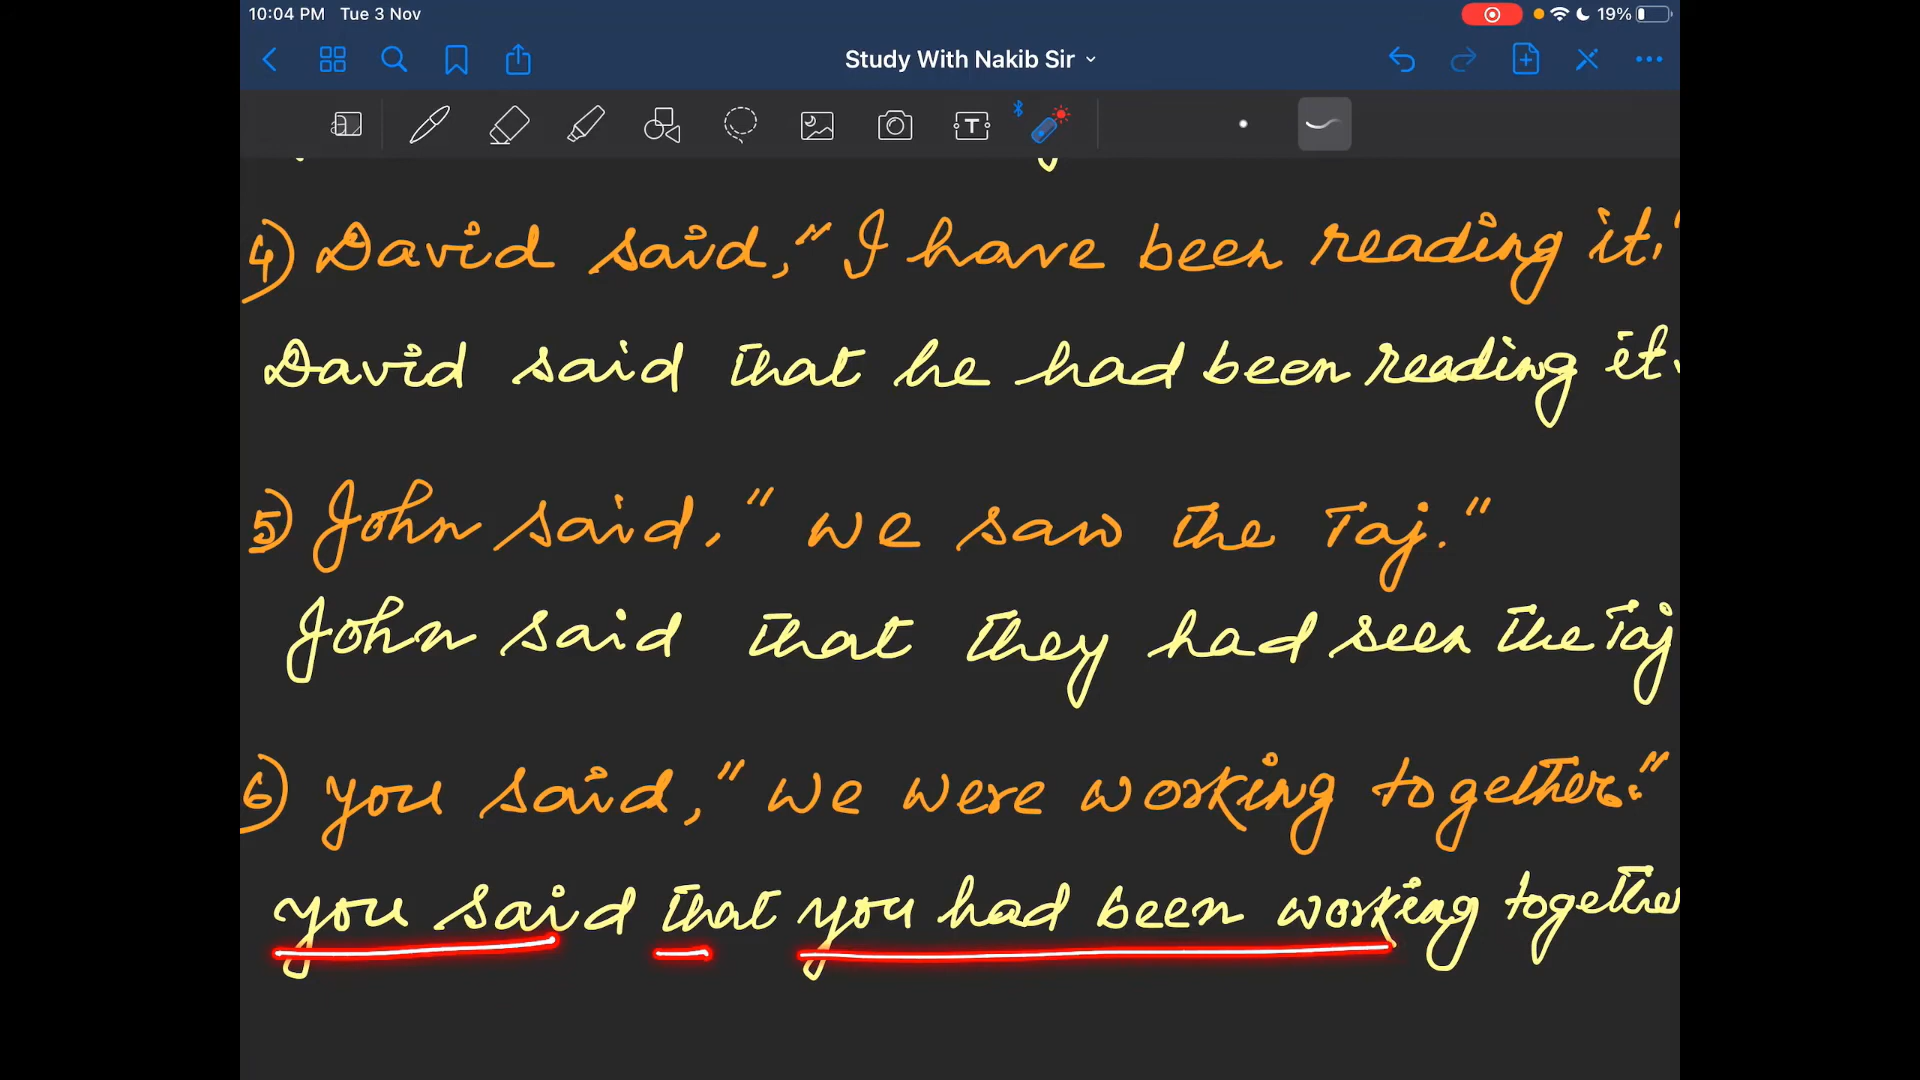 10:04 PM Tue 3 Nov 19%
Study With Nakib Sir
T
4) David said, "I have been reading it."
David said that he had been reading it.
5) John said, "we saw the Taj."
John said that they had seen the Taj
6) you said, "we were working together."
you said that you had been working together